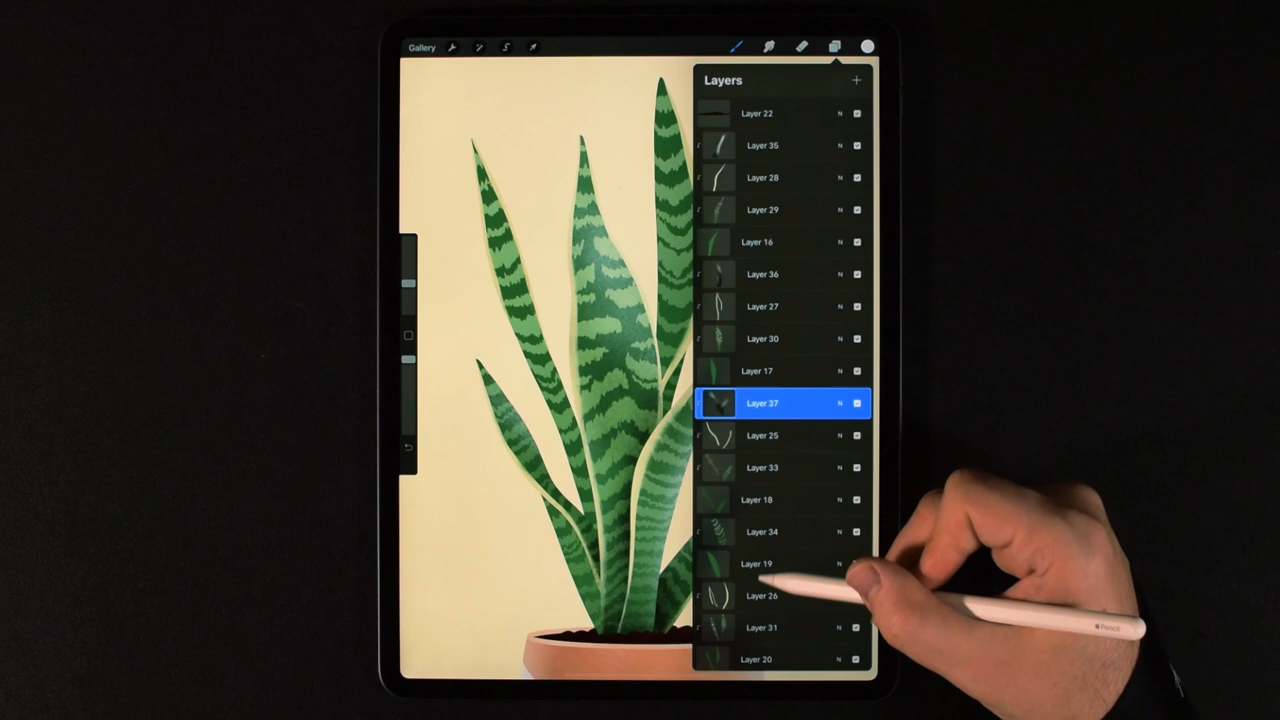 Gallery
Layers
Layer 22 N
Layer 35 N
Layer 28 N
Layer 29 N
Layer 16 N
Layer 36 N
Layer 27 N
Layer 30 N
Layer 17 N
Layer 37 N
Layer 25 N
Layer 33 N
Layer 18 N
Layer 34 N
Layer 19 N
Layer 26
Layer 31 N
Layer 20 N
Pencil